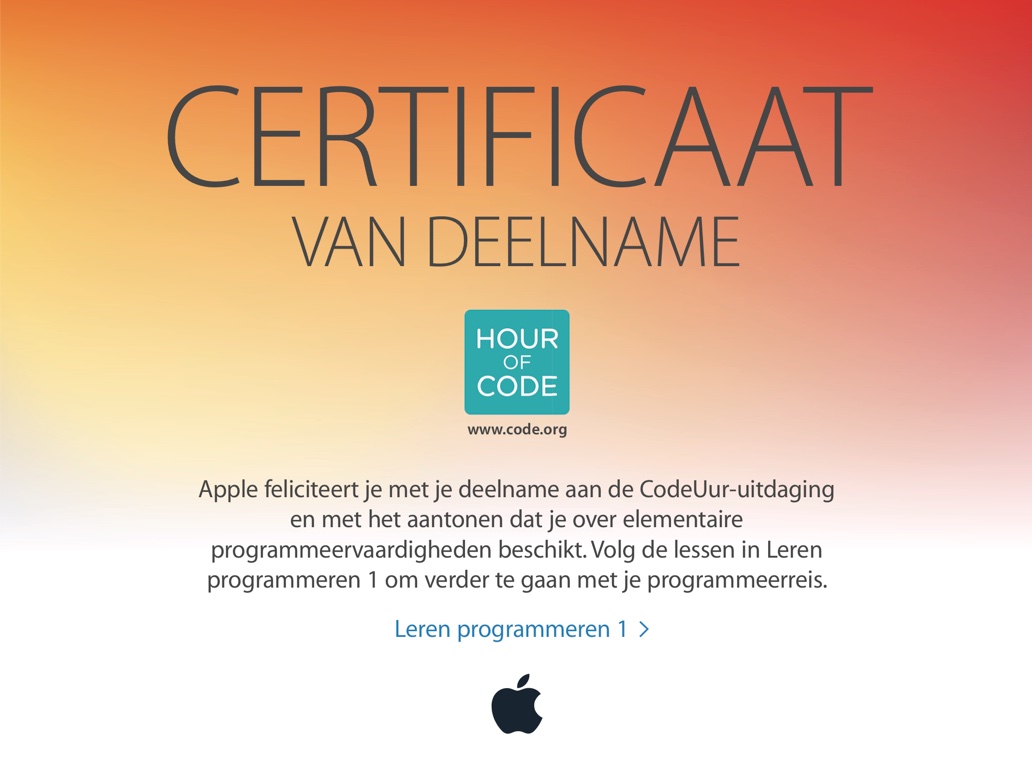 CERTIFICAAT
VAN DEELNAME
HOUR
OF
CODE
www.code.org
Apple feliciteert je met je deelname aan de CodeUur-uitdaging
en met het aantonen dat je over elementaire
programmeervaardigheden beschikt. Volg de lessen in Leren
programmeren 1 om verder te gaan met je programmeerreis.
Leren programmeren 1 >